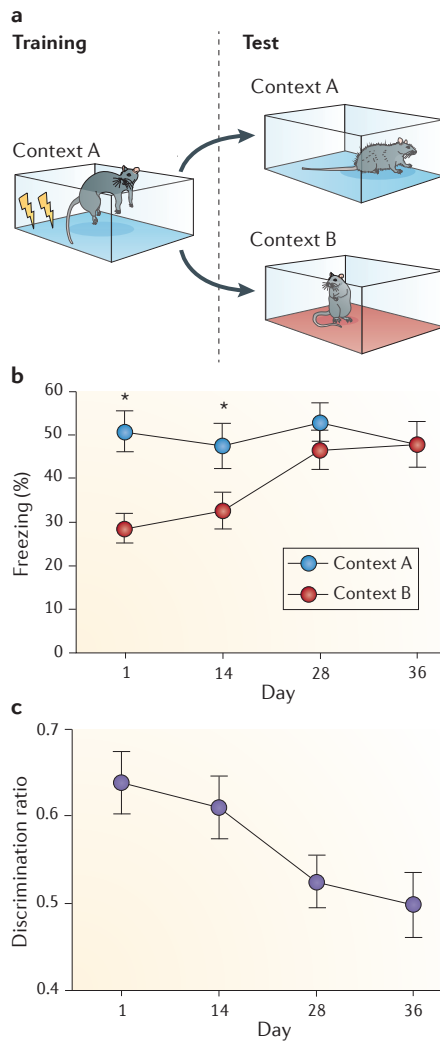 a
Training
Test
Context A
Context A
Context B
b
60
*
*
50
40
30
20
10
0
Freezing (%)
Context A
Context B
1
14
28
36
Day
c
0.7
0.6
0.5
0.4
Discrimination ratio
1
14
28
36
Day